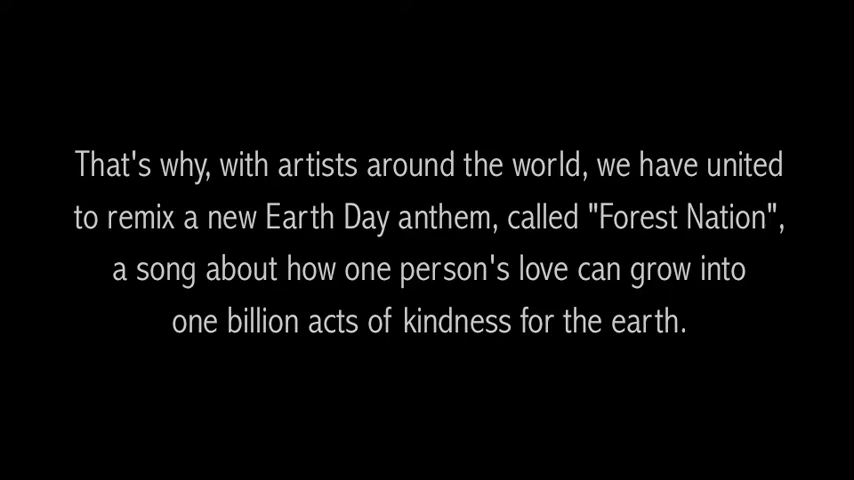 That's why, with artists around the world, we have united
to remix a new Earth Day anthem, called "Forest Nation",
a song about how one person's love can grow into
one billion acts of kindness for the earth.